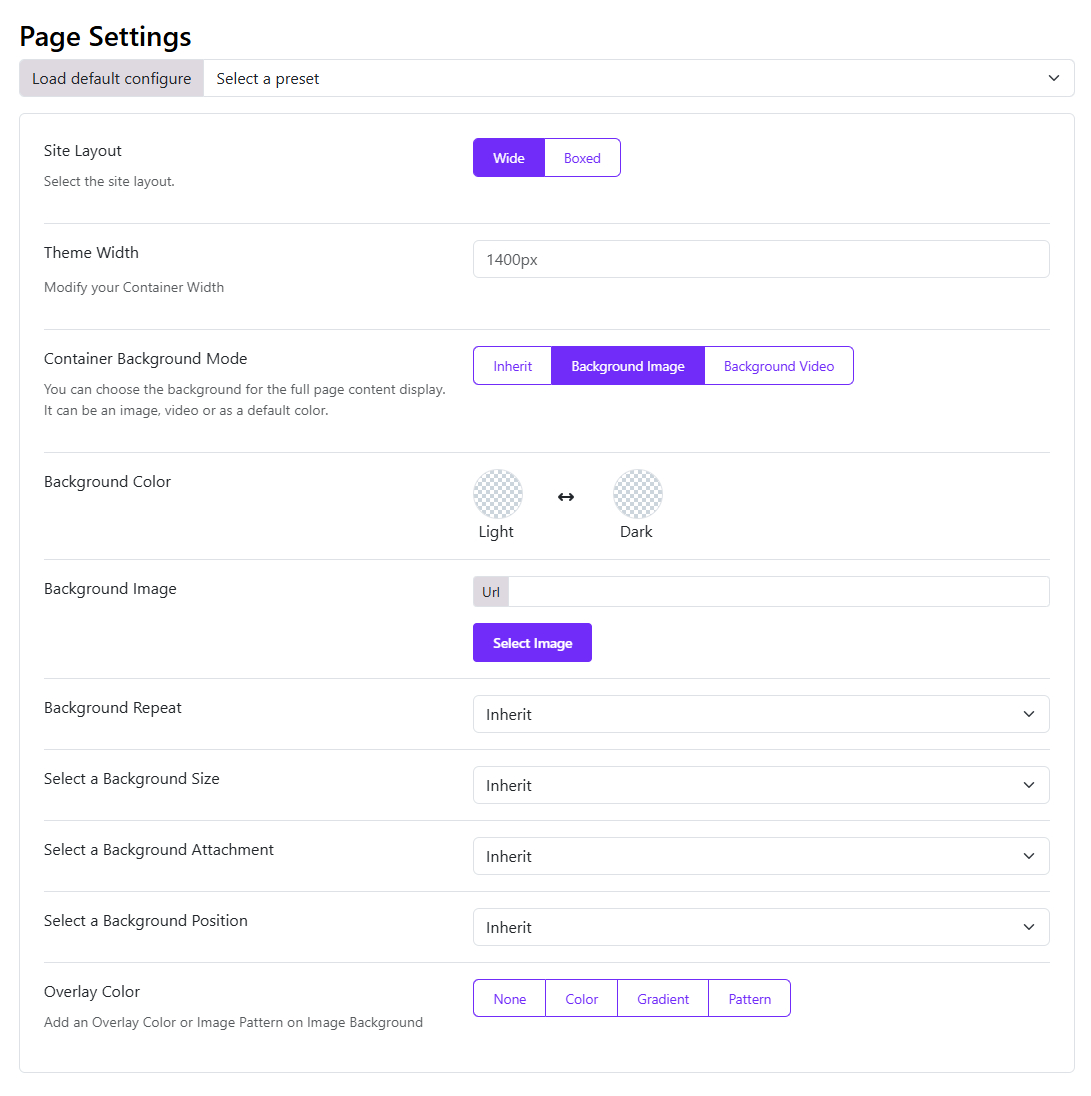 Page Settings
Load default configure Select a preset
Site Layout
Wide Boxed
Select the site layout.
Theme Width
1400px
Modify your Container Width
Container Background Mode
Inherit Background Image Background Video
You can choose the background for the full page content display.
It can be an image, video or as a default color.
Background Color
Light Dark
Background Image
Url
Select Image
Background Repeat
Inherit
Select a Background Size
Inherit
Select a Background Attachment
Inherit
Select a Background Position
Inherit
Overlay Color
None Color Gradient Pattern
Add an Overlay Color or Image Pattern on Image Background